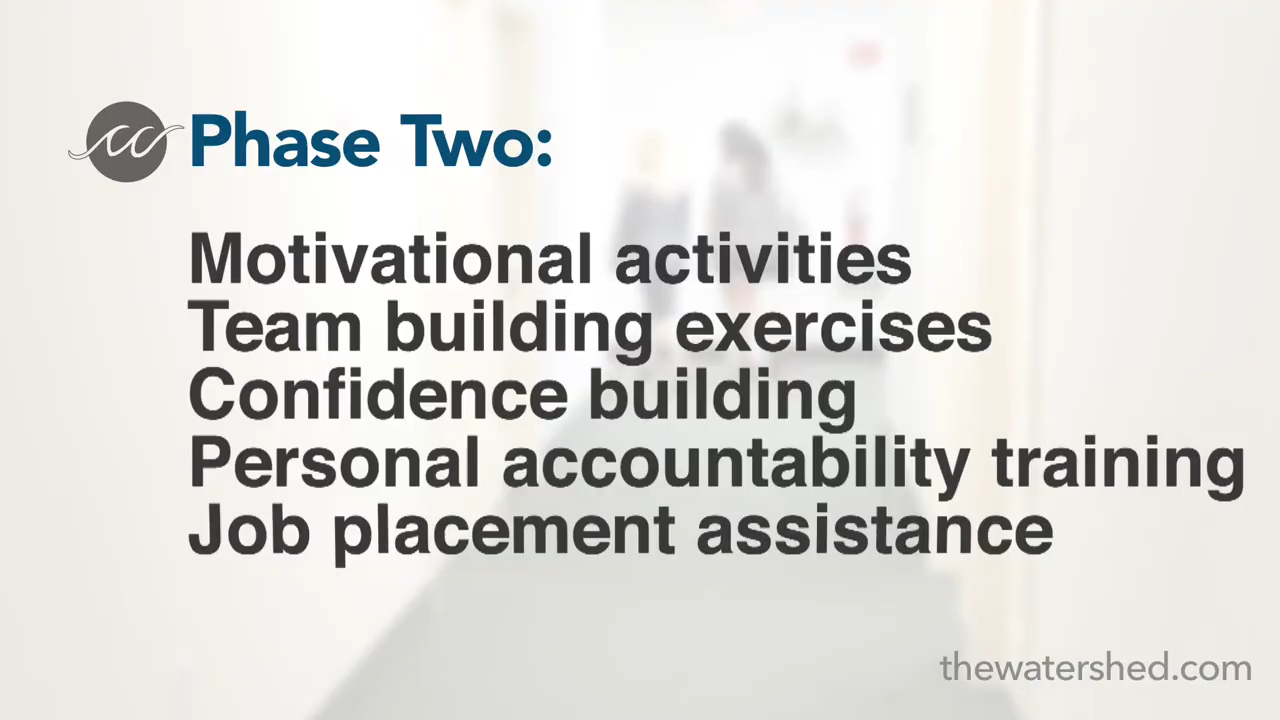 Phase Two:
Motivational activities
Team building exercises
Confidence building
Personal accountability training
Job placement assistance
thewatershed.com